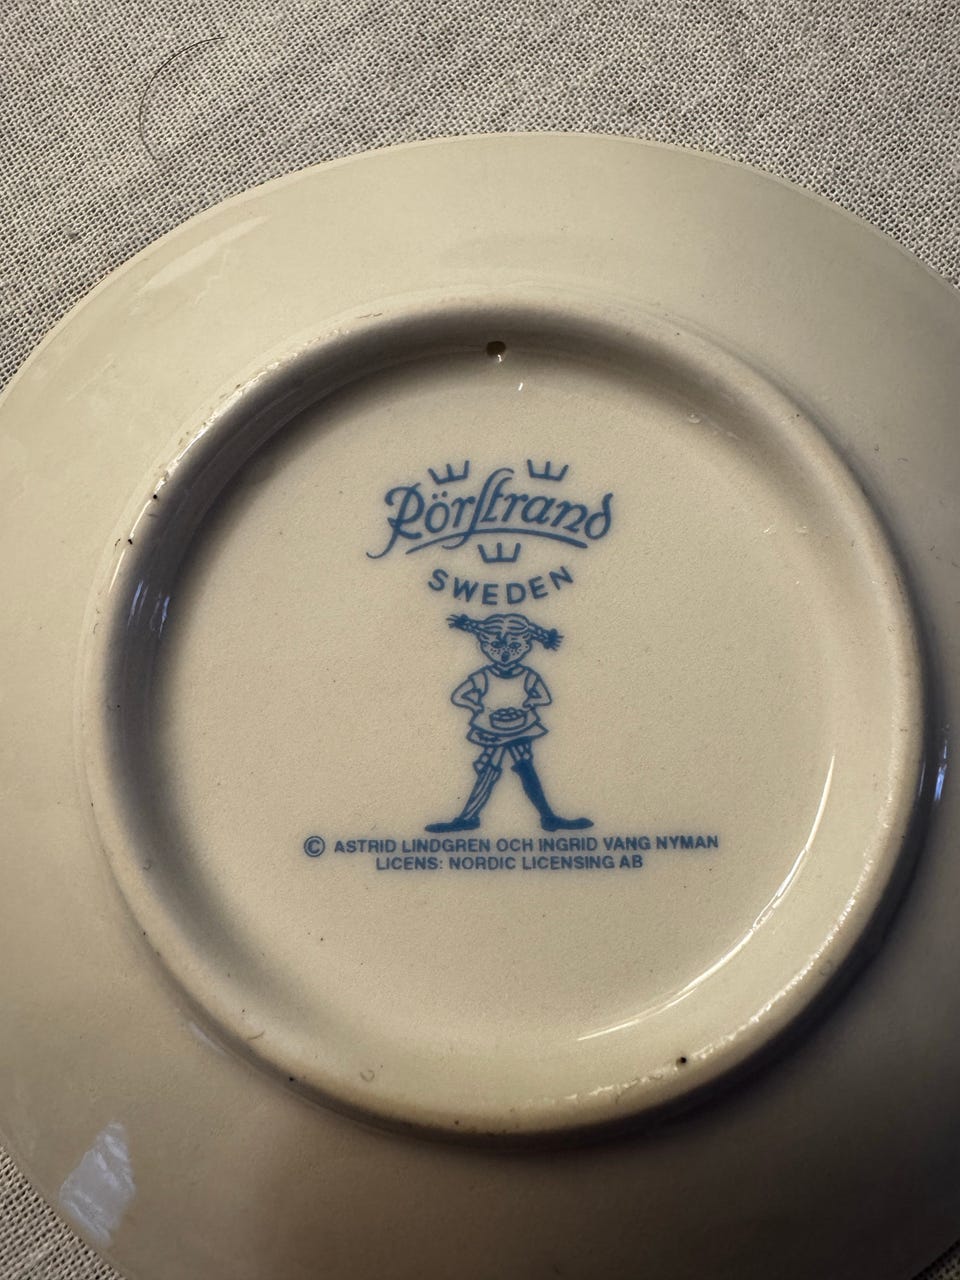 Rörstrand
SWEDEN
© ASTRID LINDGREN OCH INGRID VANG NYMAN
LICENS: NORDIC LICENSING AB